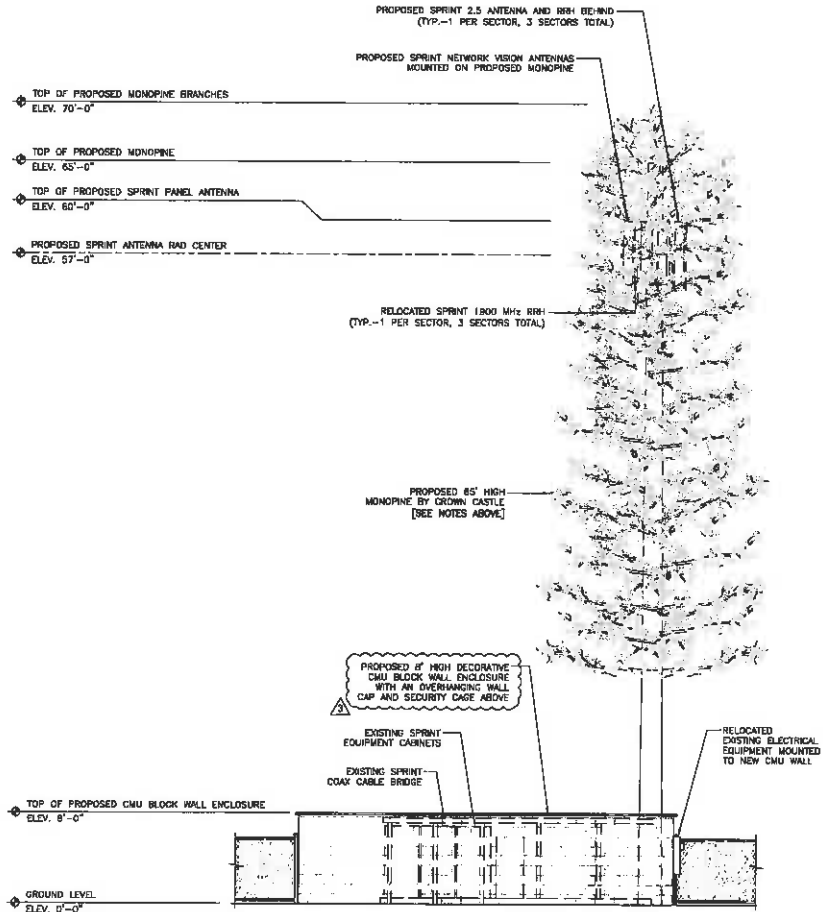 PROPOSED SPRINT 2.5 ANTENNA AND RRH BEHIND
(TYP.-1 PER SECTOR, 3 SECTORS TOTAL)
PROPOSED SPRINT NETWORK VISION ANTENNAS
MOUNTED ON PROPOSED MONOPINE
TOP OF PROPOSED MONOPINE BRANCHES
ELEV. 70'-0"
TOP OF PROPOSED MONOPINE
ELEV. 65'-0"
TOP OF PROPOSED SPRINT PANEL ANTENNA
ELEV. 60'-0"
PROPOSED SPRINT ANTENNA RAD CENTER
ELEV. 57'-0"
RELOCATED SPRINT 1900 MHz RRH
(TYP.-1 PER SECTOR, 3 SECTORS TOTAL)
PROPOSED 65' HIGH
MONOPINE BY CROWN CASTLE
[SEE NOTES ABOVE]
PROPOSED 8' HIGH DECORATIVE
CMU BLOCK WALL ENCLOSURE
WITH AN OVERHANGING WALL
CAP AND SECURITY CAGE ABOVE
3
EXISTING SPRINT
EQUIPMENT CABINETS
EXISTING SPRINT
COAX CABLE BRIDGE
RELOCATED
EXISTING ELECTRICAL
EQUIPMENT MOUNTED
TO NEW CMU WALL
TOP OF PROPOSED CMU BLOCK WALL ENCLOSURE
ELEV. 8'-0"
GROUND LEVEL
ELEV. 0'-0"